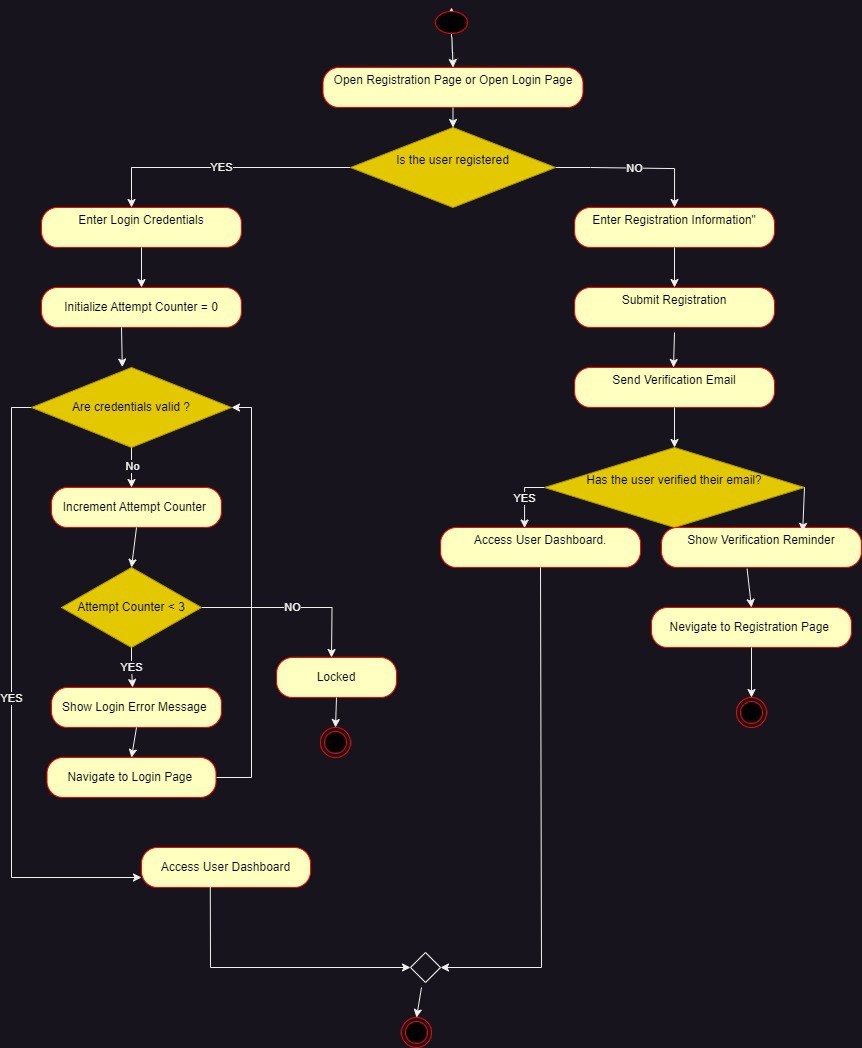 Open Registration Page or Open Login Page
Is the user registered
YES
NO
Enter Login Credentials
Enter Registration Information"
Initialize Attempt Counter = 0
Submit Registration
Are credentials valid ?
Send Verification Email
No
Has the user verified their email?
YES
Increment Attempt Counter
Access User Dashboard.
Show Verification Reminder
Attempt Counter < 3
NO
Nevigate to Registration Page
YES
Locked
YES
Show Login Error Message
Navigate to Login Page
Access User Dashboard